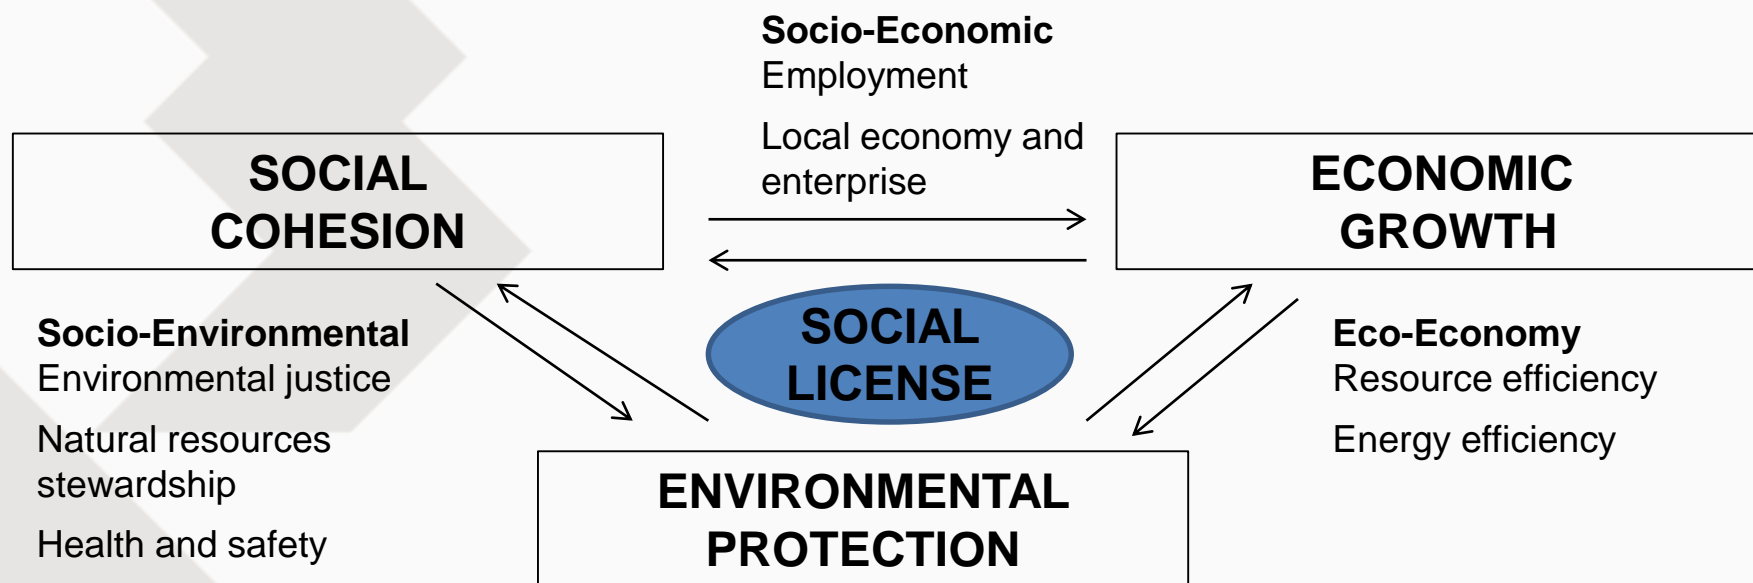 Socio-Economic
Employment
Local economy and
enterprise
SOCIAL
COHESION
ECONOMIC
GROWTH
SOCIAL
LICENSE
Socio-Environmental
Environmental justice
Natural resources
stewardship
Health and safety
Eco-Economy
Resource efficiency
Energy efficiency
ENVIRONMENTAL
PROTECTION